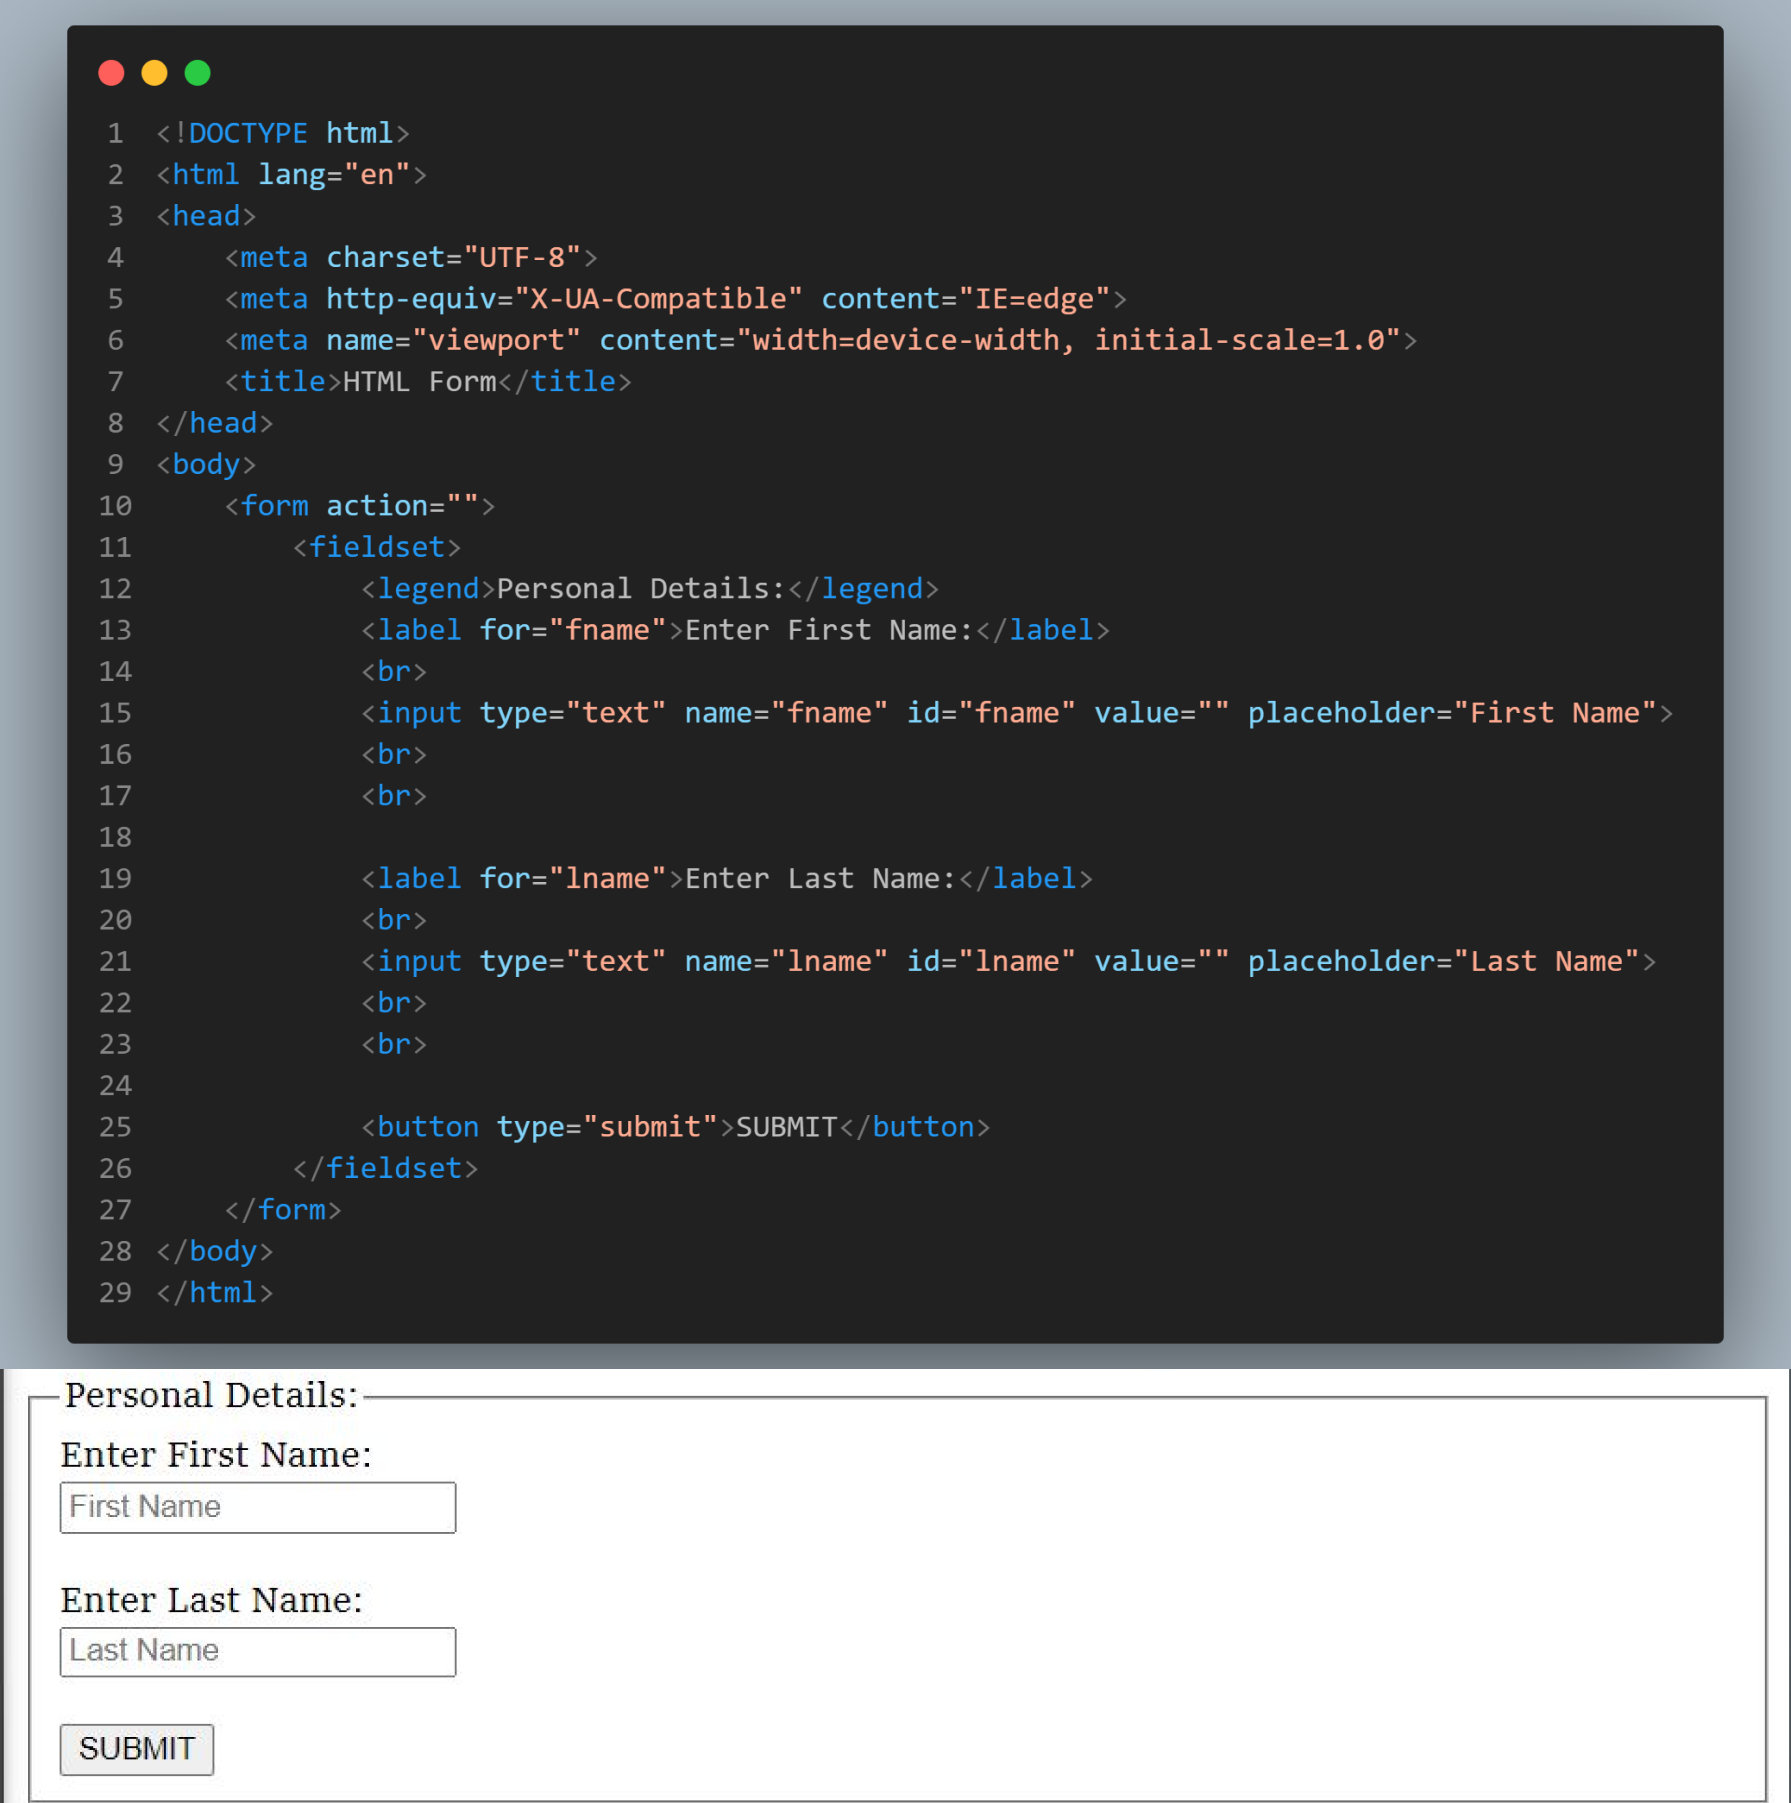 1 <!DOCTYPE html>
2 <html lang="en">
3 <head>
4     <meta charset="UTF-8">
5     <meta http-equiv="X-UA-Compatible" content="IE=edge">
6     <meta name="viewport" content="width=device-width, initial-scale=1.0">
7     <title>HTML Form</title>
8 </head>
9 <body>
10     <form action="">
11         <fieldset>
12             <legend>Personal Details:</legend>
13             <label for="fname">Enter First Name:</label>
14             <br>
15             <input type="text" name="fname" id="fname" value="" placeholder="First Name">
16             <br>
17             <br>
18
19             <label for="lname">Enter Last Name:</label>
20             <br>
21             <input type="text" name="lname" id="lname" value="" placeholder="Last Name">
22             <br>
23             <br>
24
25             <button type="submit">SUBMIT</button>
26         </fieldset>
27     </form>
28 </body>
29 </html>
Personal Details:
Enter First Name:
First Name
Enter Last Name:
Last Name
SUBMIT